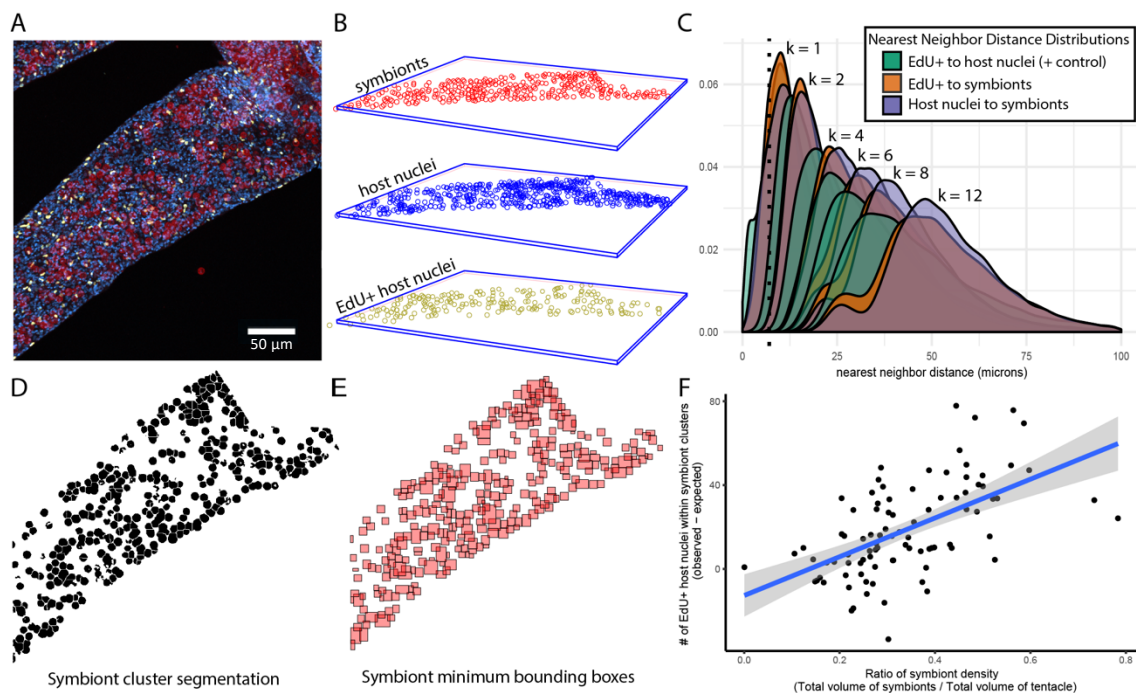 A
50 µm
B
symbionts
host nuclei
EdU+ host nuclei
C
Nearest Neighbor Distance Distributions
EdU+ to host nuclei (+ control)
EdU+ to symbionts
Host nuclei to symbionts
k = 1
k = 2
k = 4
k = 6
k = 8
k = 12
0.06
0.04
0.02
0.00
0
25
50
75
100
nearest neighbor distance (microns)
D
Symbiont cluster segmentation
E
Symbiont minimum bounding boxes
F
80
40
0
# of EdU+ host nuclei within symbiont clusters
(observed − expected)
0.0
0.2
0.4
0.6
0.8
Ratio of symbiont density
(Total volume of symbionts / Total volume of tentacle)